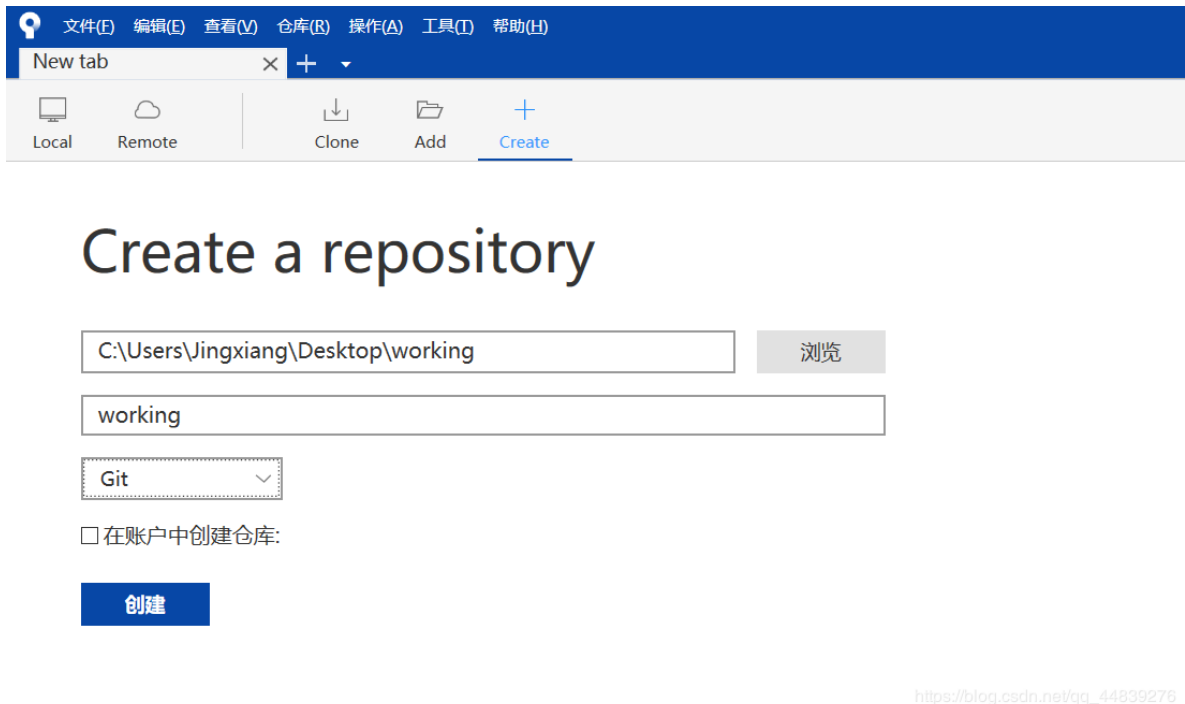 文件(F) 编辑(E) 查看(V) 仓库(R) 操作(A) 工具(T) 帮助(H)
New tab
Local Remote Clone Add Create
Create a repository
C:\Users\Jingxiang\Desktop\working 浏览
working
Git
在账户中创建仓库:
创建
https://blog.csdn.net/qq_44839276